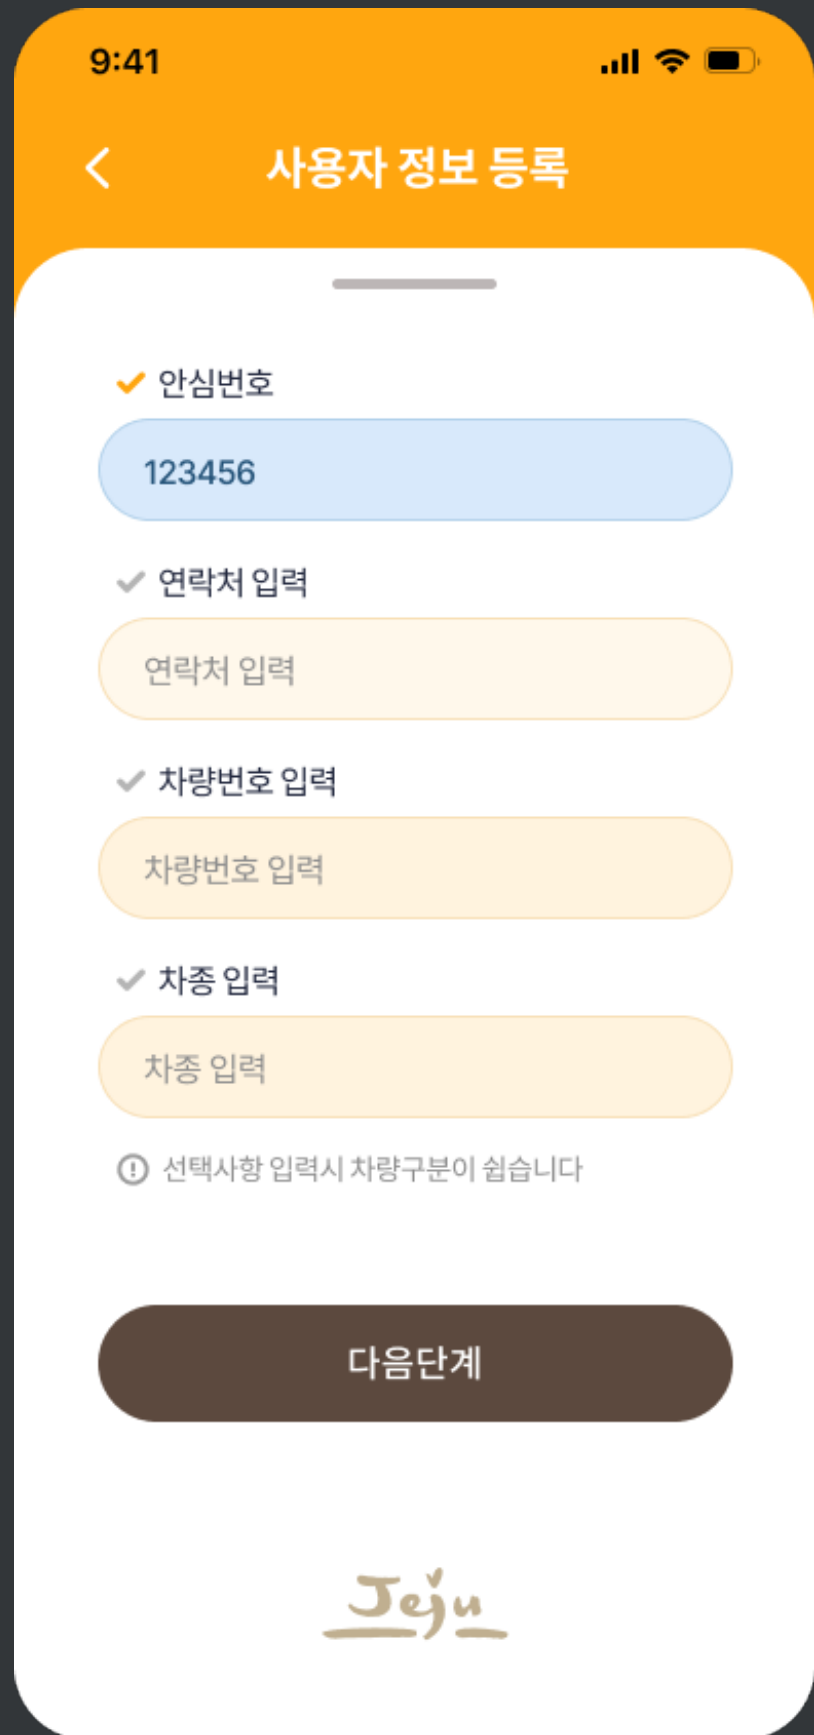 9:41
사용자 정보 등록
안심번호
123456
연락처 입력
연락처 입력
차량번호 입력
차량번호 입력
차종 입력
차종 입력
선택사항 입력시 차량구분이 쉽습니다
다음단계
Jeju